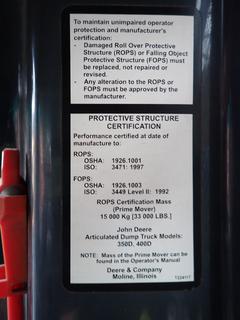 To maintain unimpaired operator
protection and manufacturer's
certification:
- Damaged Roll Over Protective
Structure (ROPS) or Falling Object
Protective Structure (FOPS) must
be replaced, not repaired or
revised.
- Any alteration to the ROPS or
FOPS must be approved by the
manufacturer.
PROTECTIVE STRUCTURE
CERTIFICATION
Performance certified at date of
manufacture to:
ROPS:
OSHA: 1926.1001
ISO: 3471: 1997
FOPS:
OSHA: 1926.1003
ISO: 3449 Level II: 1992
ROPS Certification Mass
(Prime Mover)
15 000 Kg [33 000 LBS.]
John Deere
Articulated Dump Truck Models:
350D, 400D
NOTE: Mass of the Prime Mover can be
found in the Operator's Manual
Deere & Company
Moline, Illinois